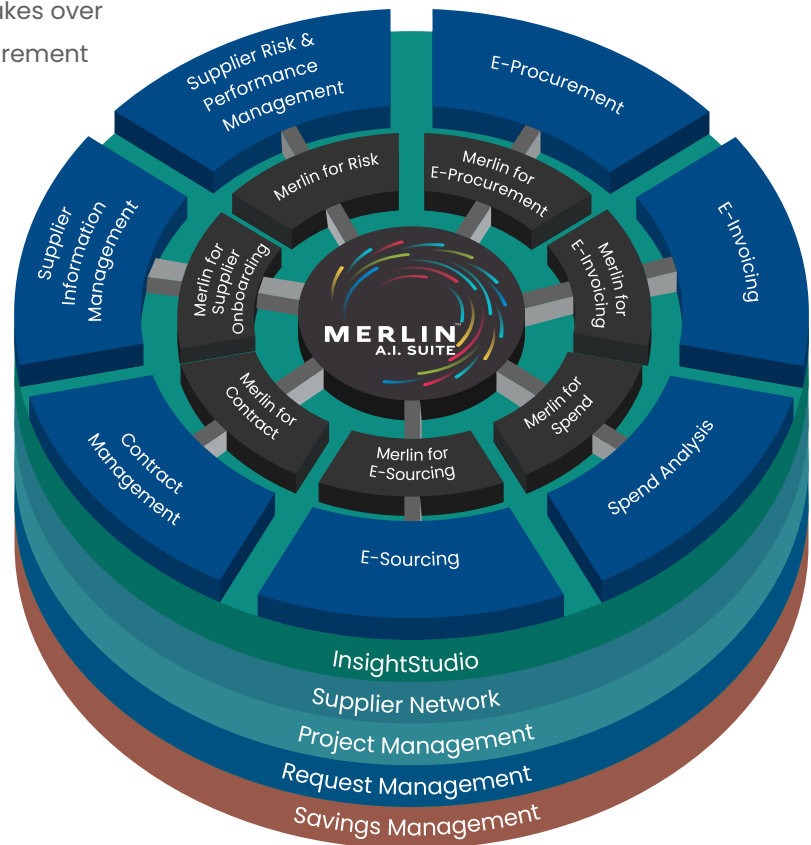 akes over
rement
Supplier Risk &
Performance
Management
E-Procurement
Supplier
Information
Management
E-Invoicing
Merlin for Risk
Merlin for
E-Procurement
Merlin for
Supplier
Onboarding
Merlin for
E-Invoicing
MERLIN™
A.I. SUITE
Merlin for
Contract
Merlin for
Spend
Merlin for
E-Sourcing
Contract
Management
Spend Analysis
E-Sourcing
InsightStudio
Supplier Network
Project Management
Request Management
Savings Management